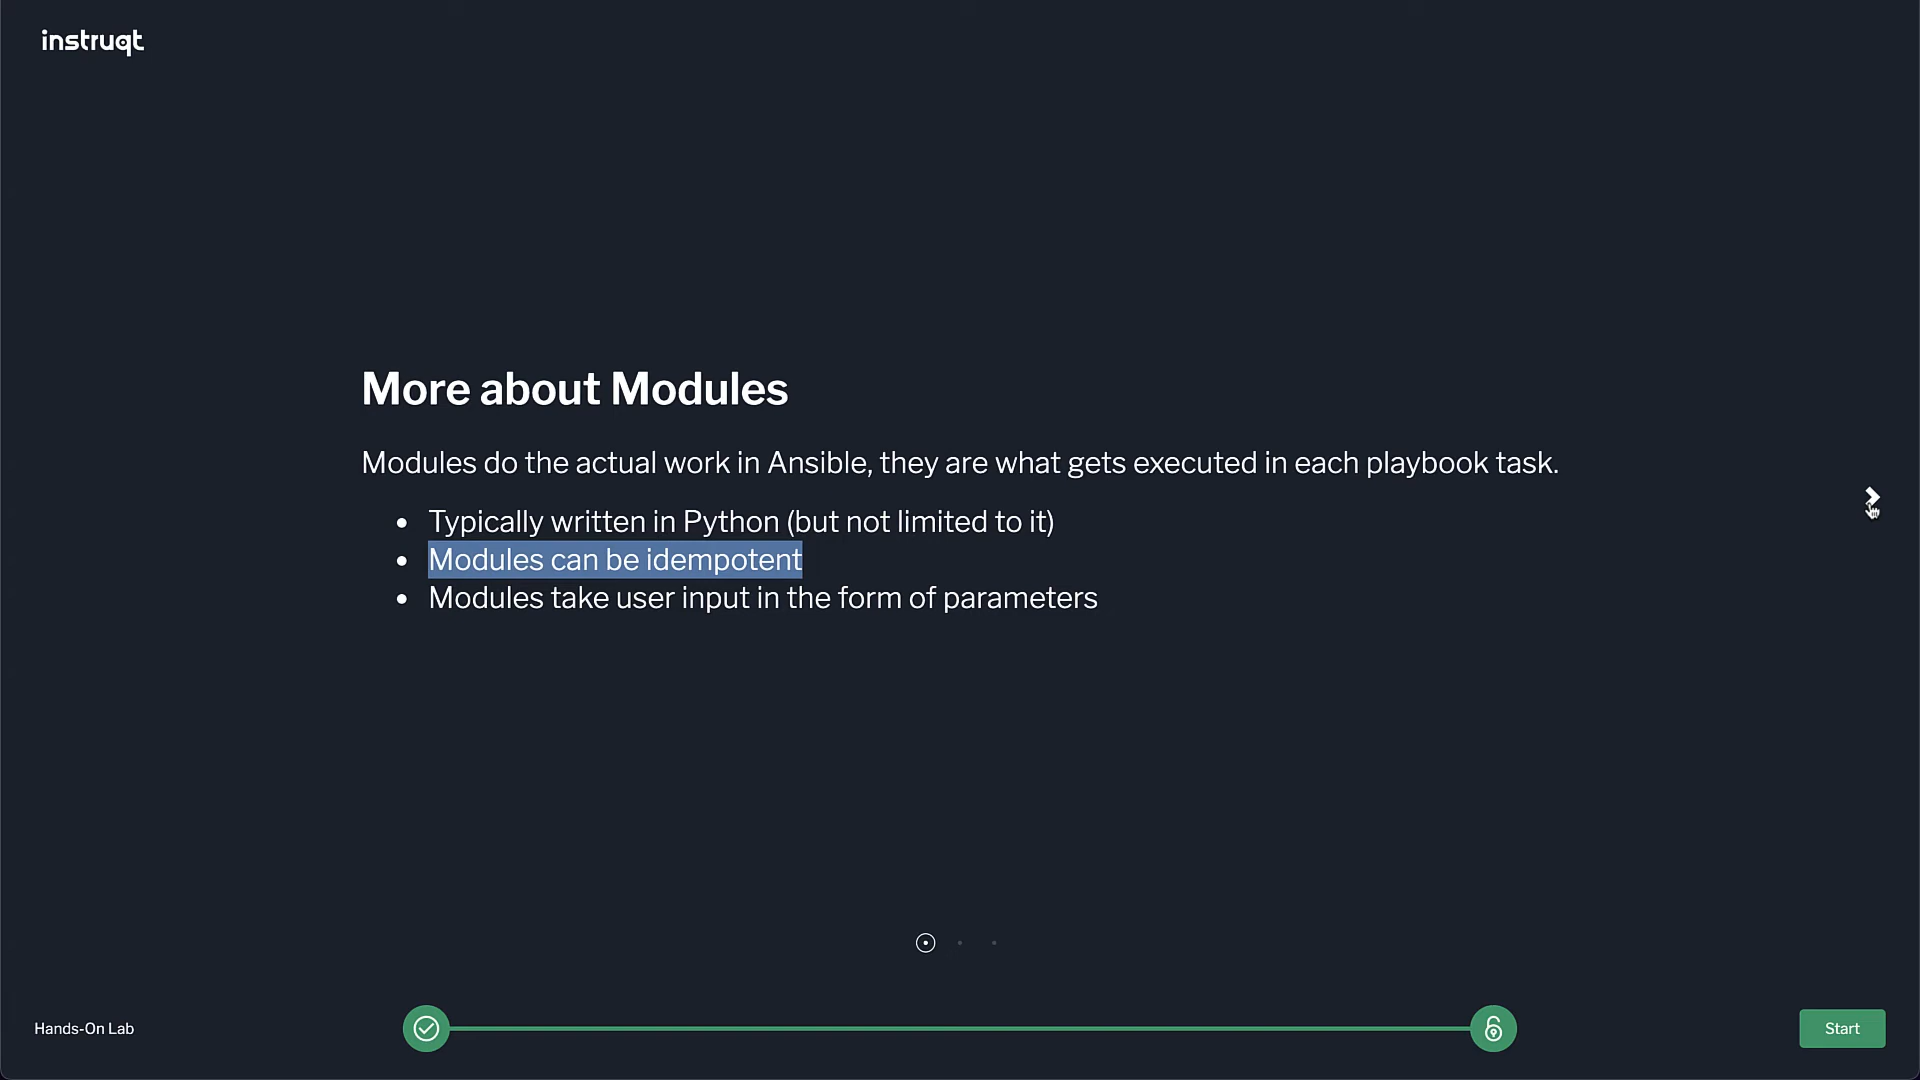 instruqt
More about Modules
Modules do the actual work in Ansible, they are what gets executed in each playbook task.
Typically written in Python (but not limited to it)
Modules can be idempotent
Modules take user input in the form of parameters
Hands-On Lab
Start